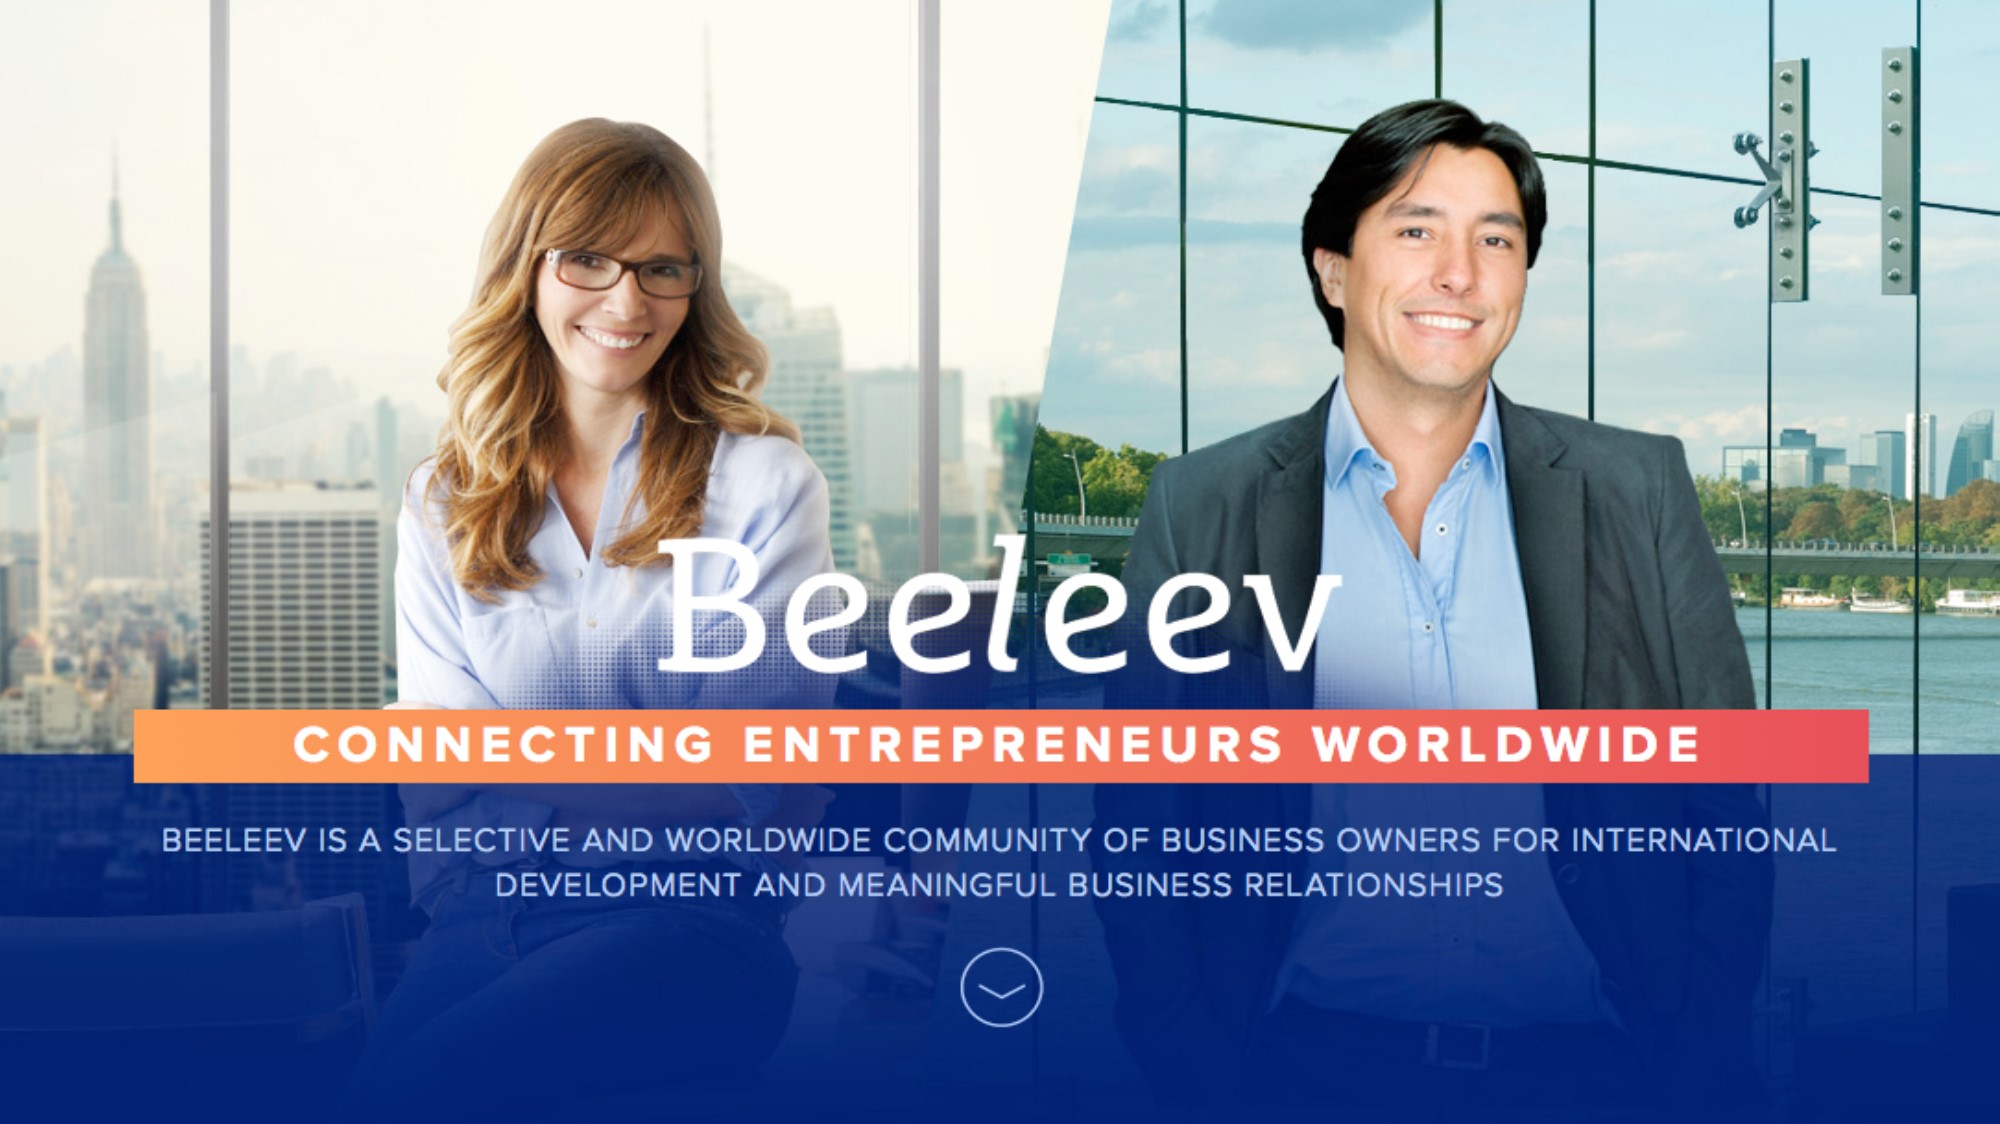 Beeleev
CONNECTING ENTREPRENEURS WORLDWIDE
BEELEEV IS A SELECTIVE AND WORLDWIDE COMMUNITY OF BUSINESS OWNERS FOR INTERNATIONAL
DEVELOPMENT AND MEANINGFUL BUSINESS RELATIONSHIPS